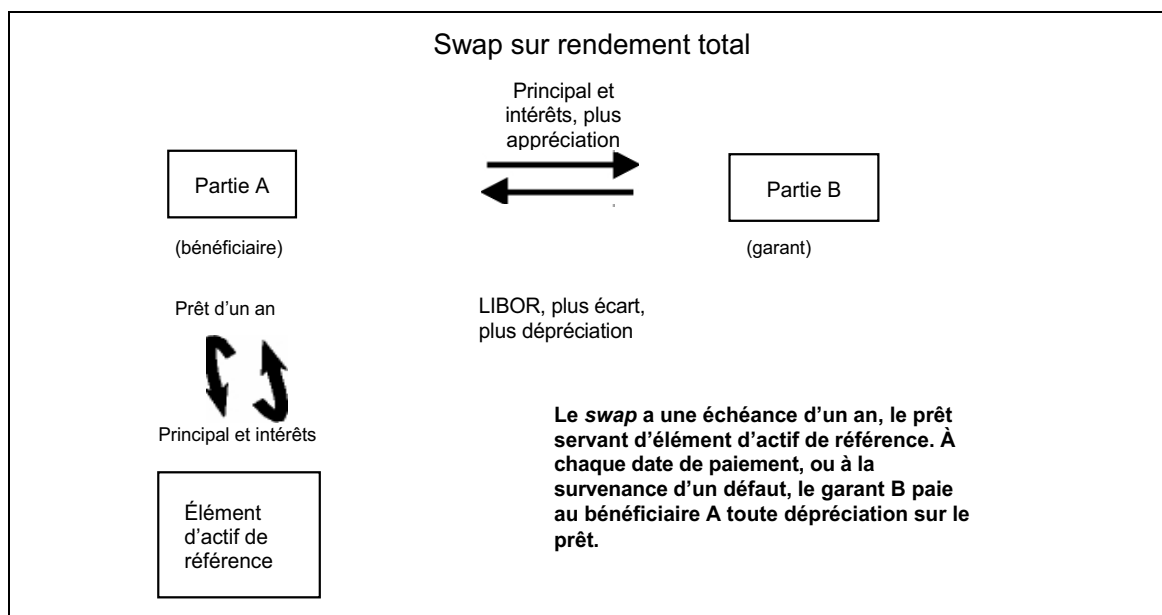 Swap sur rendement total
Principal et
intérêts, plus
appréciation
Partie A
Partie B
(bénéficiaire)
(garant)
Prêt d’un an
LIBOR, plus écart,
plus dépréciation
Principal et intérêts
Le swap a une échéance d’un an, le prêt
servant d’élément d’actif de référence. À
chaque date de paiement, ou à la
survenance d’un défaut, le garant B paie
au bénéficiaire A toute dépréciation sur le
prêt.
Élément
d’actif de
référence